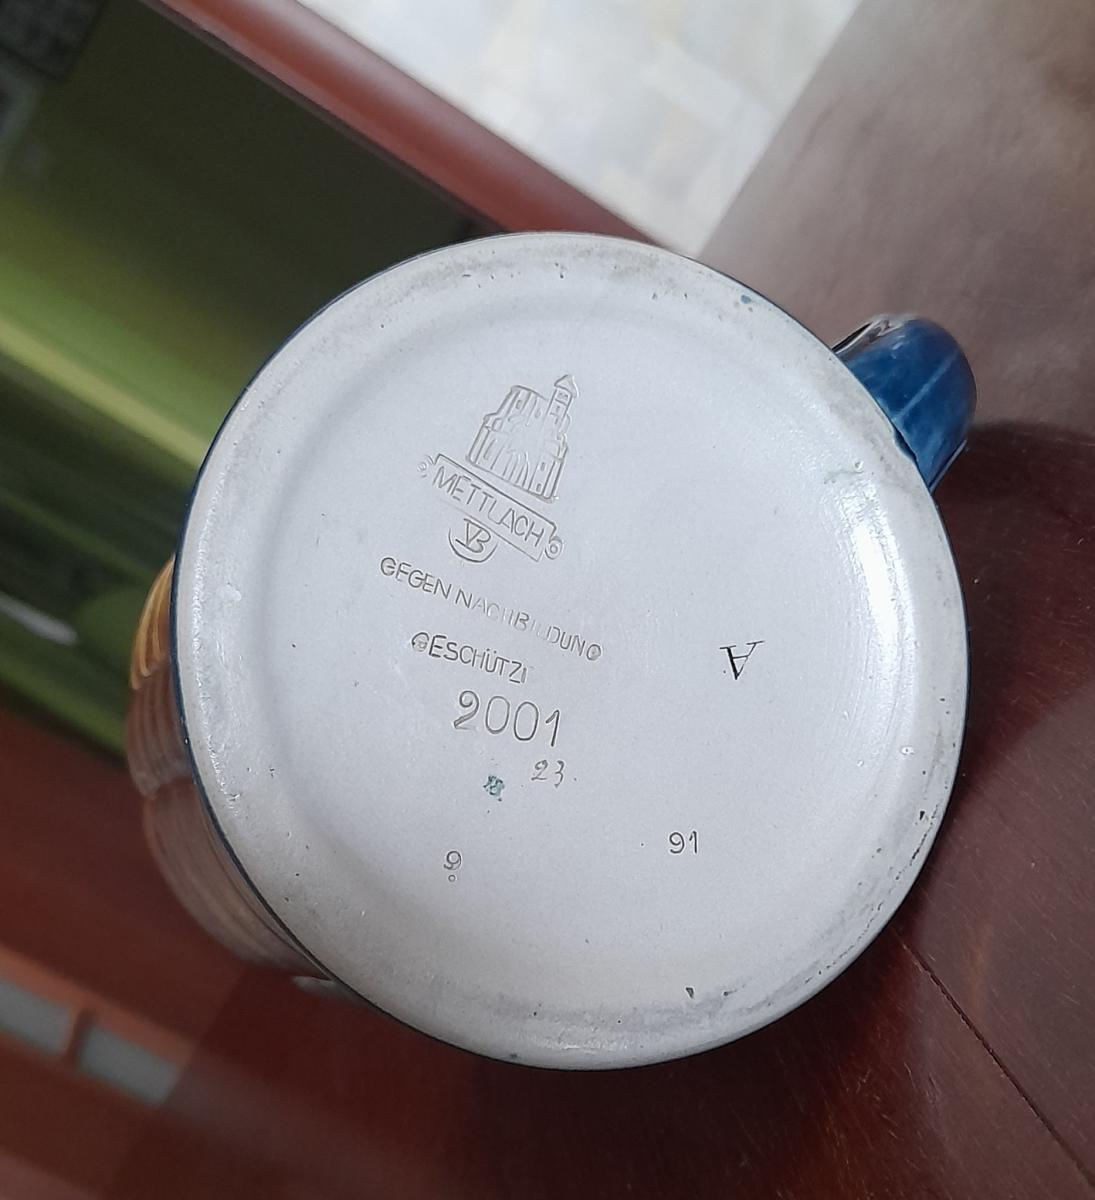 METTLACH
VB
GEGEN NACHBILDUNG
GESCHÜTZT
A
2001
23.
9
91